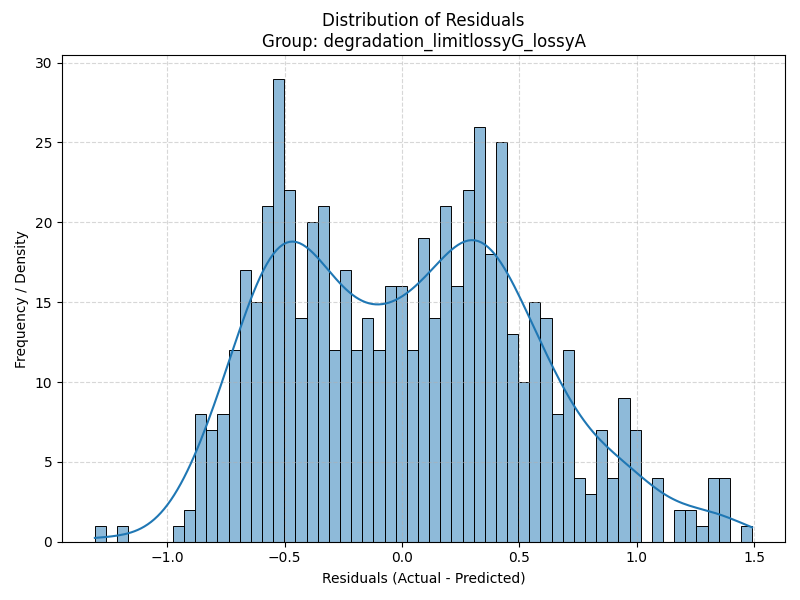 Distribution of Residuals
Group: degradation_limitlossyG_lossyA
Frequency / Density
30
25
20
15
10
5
0
−1.0 −0.5 0.0 0.5 1.0 1.5
Residuals (Actual - Predicted)